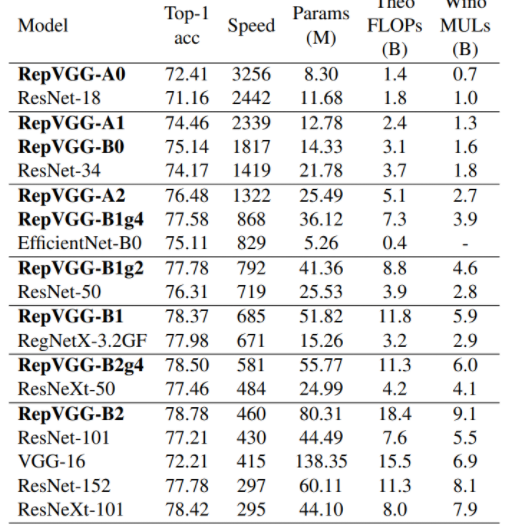 Model Top-1 acc Speed Params (M) Theo FLOPs (B) Wino MULs (B)
RepVGG-A0 72.41 3256 8.30 1.4 0.7
ResNet-18 71.16 2442 11.68 1.8 1.0
RepVGG-A1 74.46 2339 12.78 2.4 1.3
RepVGG-B0 75.14 1817 14.33 3.1 1.6
ResNet-34 74.17 1419 21.78 3.7 1.8
RepVGG-A2 76.48 1322 25.49 5.1 2.7
RepVGG-B1g4 77.58 868 36.12 7.3 3.9
EfficientNet-B0 75.11 829 5.26 0.4 -
RepVGG-B1g2 77.78 792 41.36 8.8 4.6
ResNet-50 76.31 719 25.53 3.9 2.8
RepVGG-B1 78.37 685 51.82 11.8 5.9
RegNetX-3.2GF 77.98 671 15.26 3.2 2.9
RepVGG-B2g4 78.50 581 55.77 11.3 6.0
ResNeXt-50 77.46 484 24.99 4.2 4.1
RepVGG-B2 78.78 460 80.31 18.4 9.1
ResNet-101 77.21 430 44.49 7.6 5.5
VGG-16 72.21 415 138.35 15.5 6.9
ResNet-152 77.78 297 60.11 11.3 8.1
ResNeXt-101 78.42 295 44.10 8.0 7.9